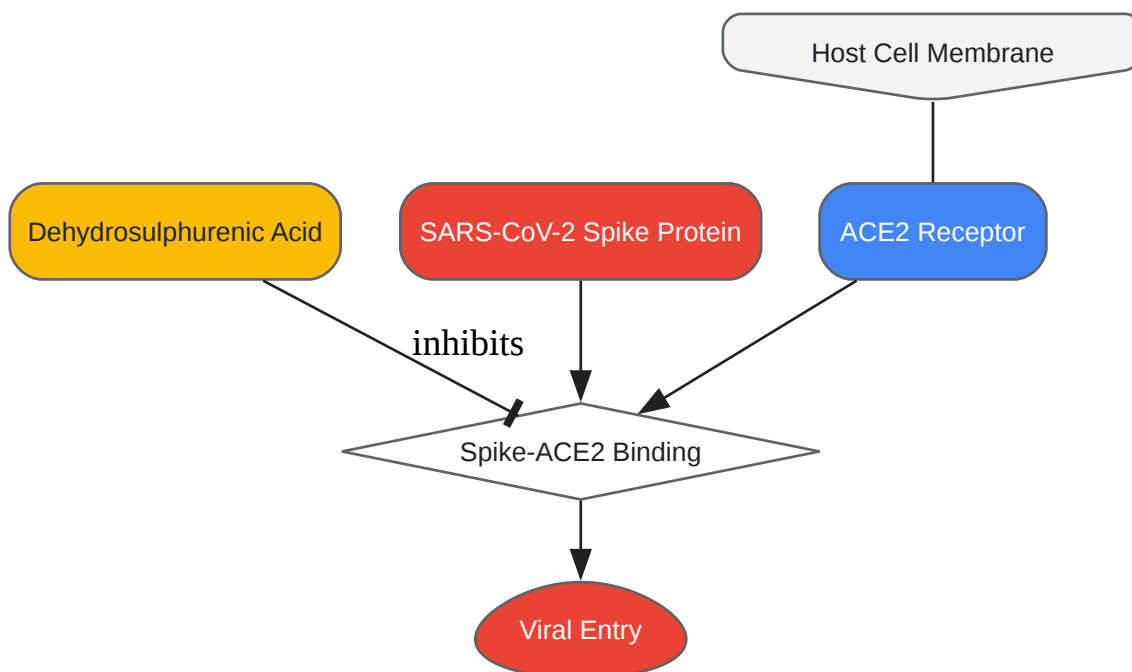 Host Cell Membrane
Dehydrosulphurenic Acid
SARS-CoV-2 Spike Protein
ACE2 Receptor
inhibits
Spike-ACE2 Binding
Viral Entry